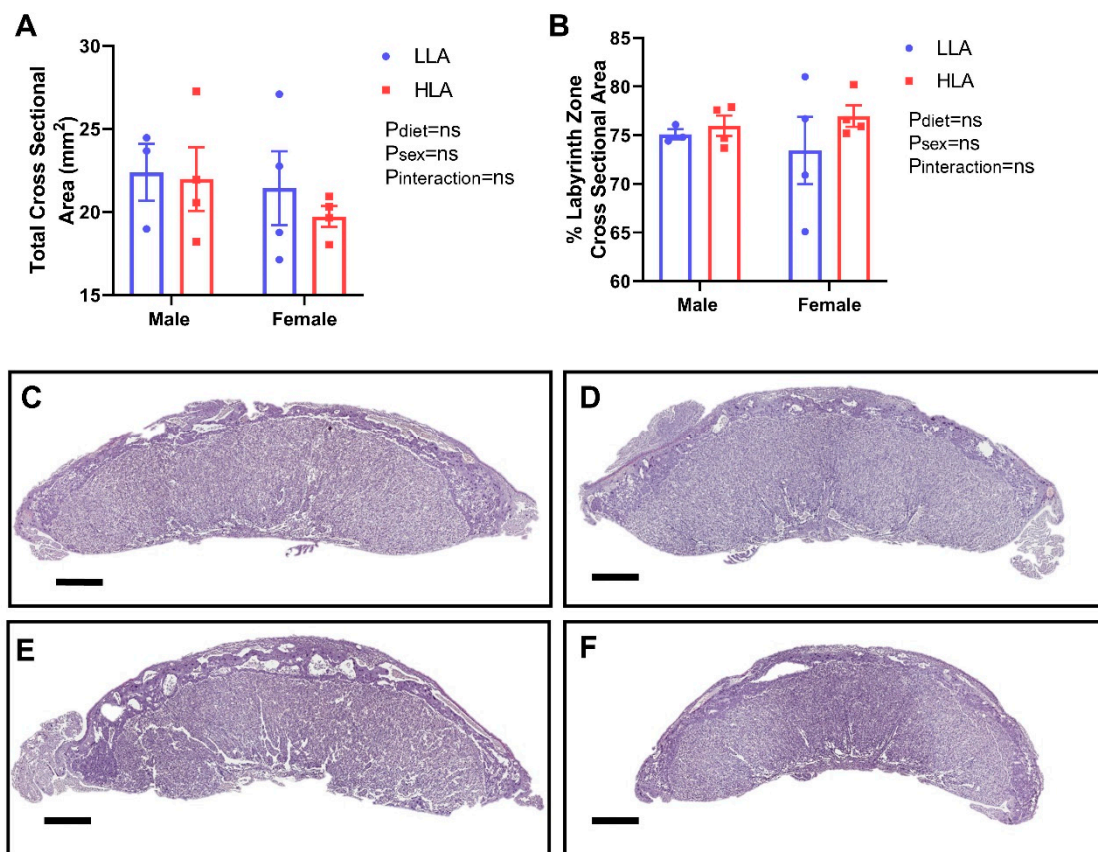 A
30
25
20
15
Total Cross Sectional
Area (mm²)
Male
Female
LLA
HLA
Pdiet=ns
Psex=ns
Pinteraction=ns
B
85
80
75
70
65
60
% Labyrinth Zone
Cross Sectional Area
Male
Female
LLA
HLA
Pdiet=ns
Psex=ns
Pinteraction=ns
C
D
E
F